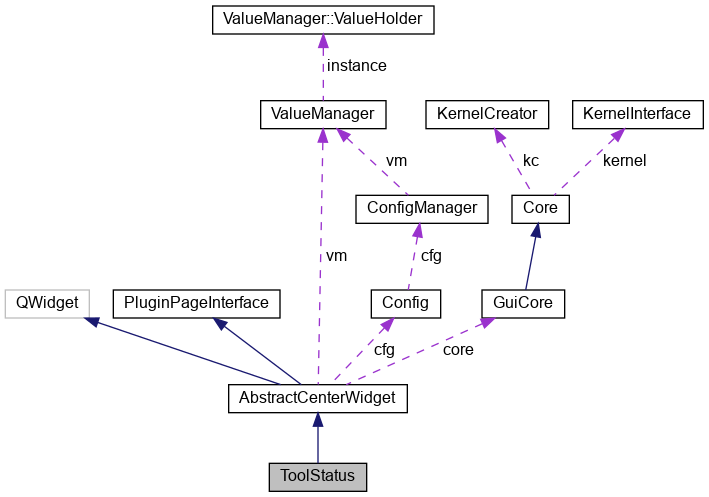 ValueManager::ValueHolder
instance
ValueManager
KernelCreator
KernelInterface
vm
kc
kernel
ConfigManager
Core
vm
cfg
QWidget
PluginPageInterface
Config
GuiCore
cfg
core
AbstractCenterWidget
ToolStatus